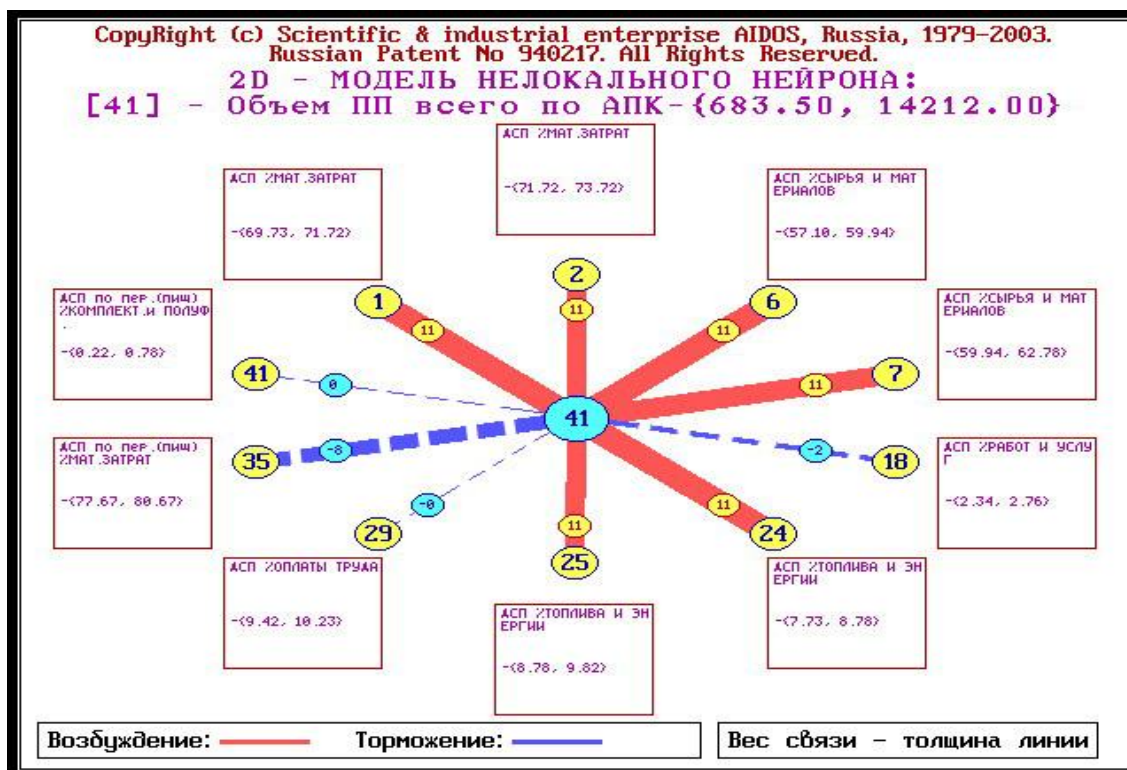 CopyRight (c) Scientific & industrial enterprise AIDOS, Russia, 1979-2003.
Russian Patent No 940217. All Rights Reserved.
2D - МОДЕЛЬ НЕЛОКАЛЬНОГО НЕЙРОНА:
[41] - Объем ПП всего по АПК-{683.50, 14212.00}
АСП %МАТ.ЗАТРАТ
-{71.72, 73.72}
АСП %МАТ.ЗАТРАТ
-{69.73, 71.72}
АСП %СЫРЬЯ И МАТ
ЕРИАЛОВ
-{57.10, 59.94}
2
1
6
11
11
11
АСП по пер.(пищ)
%КОМПЛЕКТ.и ПОЛУФ
.
-{0.22, 0.78}
АСП %СЫРЬЯ И МАТ
ЕРИАЛОВ
-{59.94, 62.78}
41
0
11
7
41
АСП по пер.(пищ)
%МАТ.ЗАТРАТ
-{77.67, 80.67}
35
-8
-2
18
АСП %РАБОТ И УСЛУ
Г
-{2.34, 2.76}
-0
11
11
29
25
24
АСП %ОПЛАТЫ ТРУДА
-{9.42, 10.23}
АСП %ТОПЛИВА И ЭН
ЕРГИИ
-{8.78, 9.82}
АСП %ТОПЛИВА И ЭН
ЕРГИИ
-{7.73, 8.78}
Возбуждение:
Торможение:
Вес связи - толщина линии